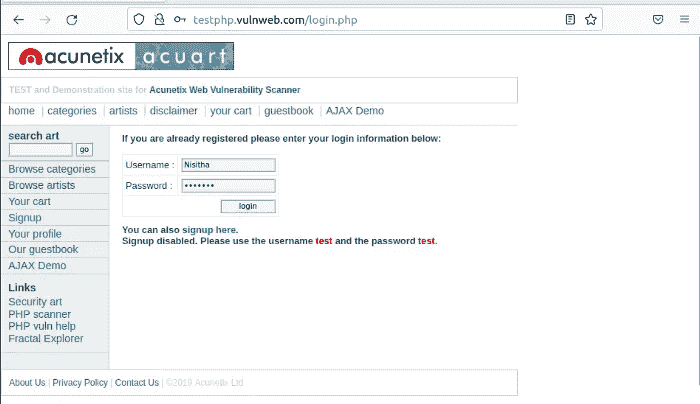 testphp.vulnweb.com/login.php
acunetix acuart
TEST and Demonstration site for Acunetix Web Vulnerability Scanner
home | categories | artists | disclaimer | your cart | guestbook | AJAX Demo
search art
go
Browse categories
Browse artists
Your cart
Signup
Your profile
Our guestbook
AJAX Demo
Links
Security art
PHP scanner
PHP vuln help
Fractal Explorer
If you are already registered please enter your login information below:
Username : Nisitha
Password : •••••••
login
You can also signup here.
Signup disabled. Please use the username test and the password test.
About Us | Privacy Policy | Contact Us | ©2019 Acunetix Ltd